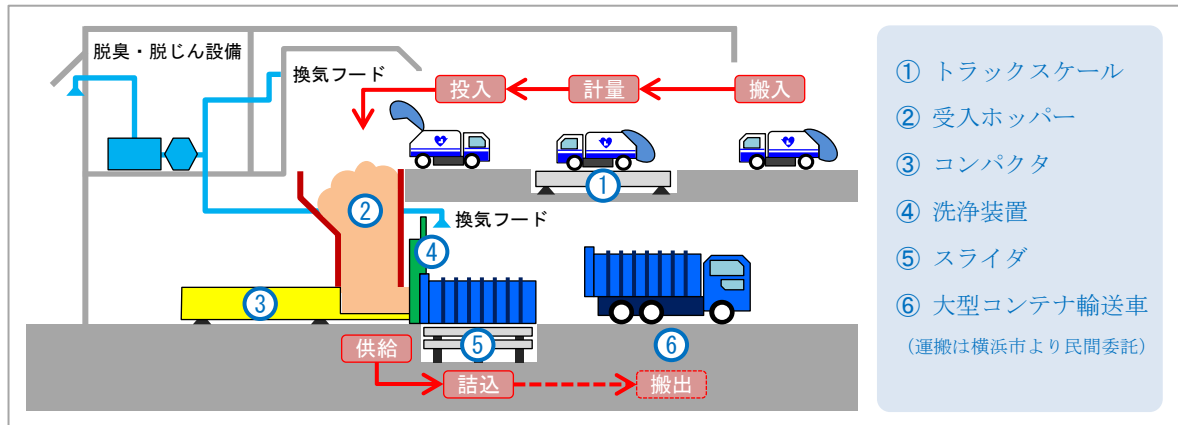 脱臭・脱じん設備
換気フード
投入
計量
搬入
①
②
換気フード
④
③
⑤
⑥
供給
詰込
搬出
① トラックスケール
② 受入ホッパー
③ コンパクタ
④ 洗浄装置
⑤ スライダ
⑥ 大型コンテナ輸送車
（運搬は横浜市より民間委託）